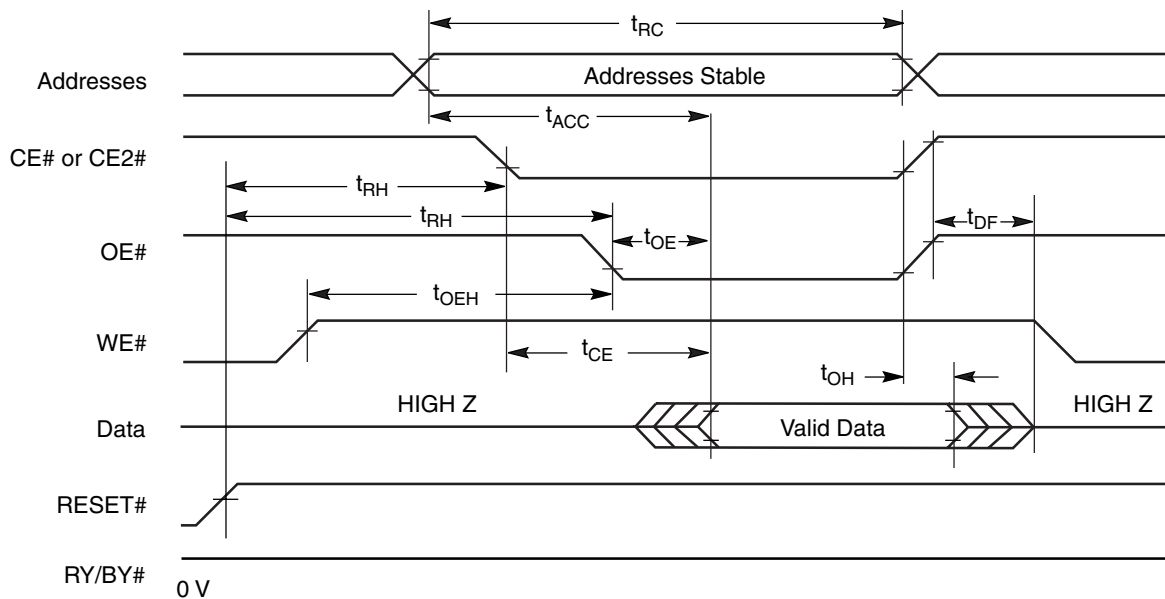 tRC
Addresses
Addresses Stable
tACC
CE# or CE2#
tRH
tRH
tDF
OE#
tOE
tOEH
WE#
tCE
tOH
HIGH Z
HIGH Z
Data
Valid Data
RESET#
RY/BY#
0 V